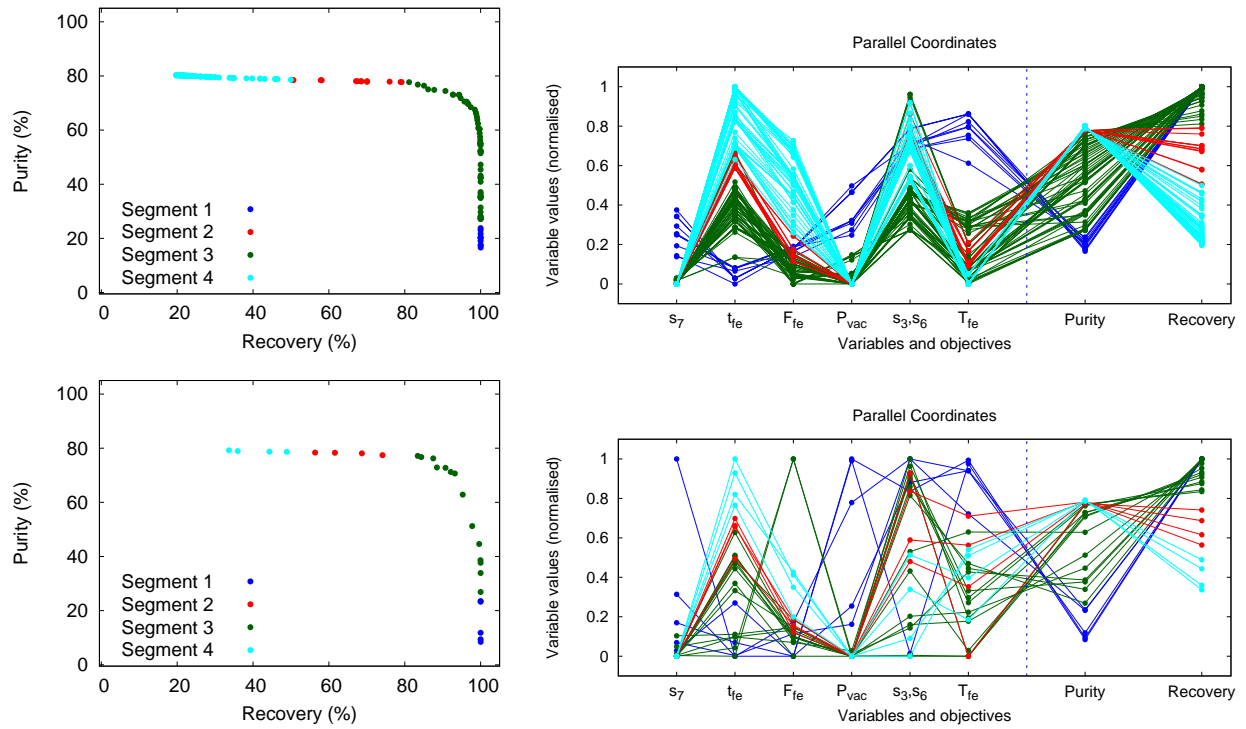 100
80
60
40
20
0
Purity (%)
Segment 1
Segment 2
Segment 3
Segment 4
0 20 40 60 80 100
Recovery (%)
Parallel Coordinates
1
0.8
0.6
0.4
0.2
0
Variable values (normalised)
s7 tfe Ffe Pvac s3,s6 Tfe Purity Recovery
Variables and objectives
100
80
60
40
20
0
Purity (%)
Segment 1
Segment 2
Segment 3
Segment 4
0 20 40 60 80 100
Recovery (%)
Parallel Coordinates
1
0.8
0.6
0.4
0.2
0
Variable values (normalised)
s7 tfe Ffe Pvac s3,s6 Tfe Purity Recovery
Variables and objectives